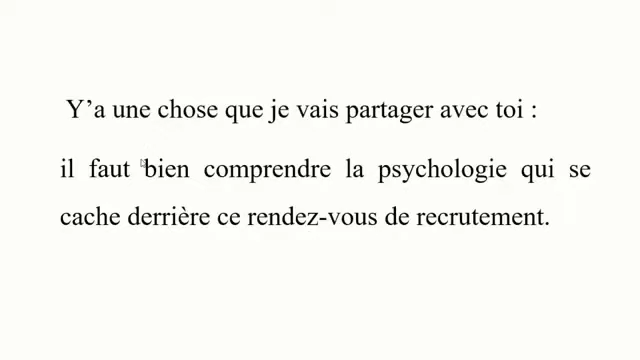 Y’a une chose que je vais partager avec toi :
il faut bien comprendre la psychologie qui se
cache derrière ce rendez-vous de recrutement.